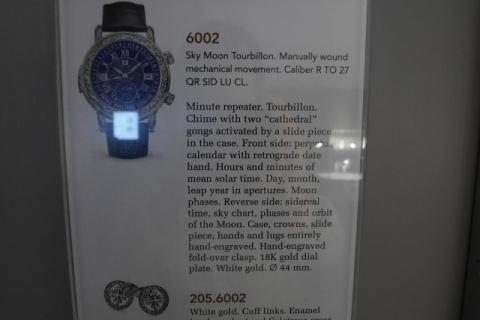 6002
Sky Moon Tourbillon. Manually wound
mechanical movement. Caliber R TO 27
QR SID LU CL.
Minute repeater. Tourbillon.
Chime with two “cathedral”
gongs activated by a slide piece
in the case. Front side:
calendar with retrograde date
hand. Hours and minutes of
mean solar time. Day, month,
leap year in apertures. Moon
phases. Reverse side: sidereal
time, sky chart, phases and orbit
of the Moon. Case, crowns, slide
piece, hands and lugs entirely
hand-engraved. Hand-engraved
fold-over clasp. 18K gold dial
plate. White gold. Ø 44 mm.
205.6002
White gold. Cuff links. Enamel